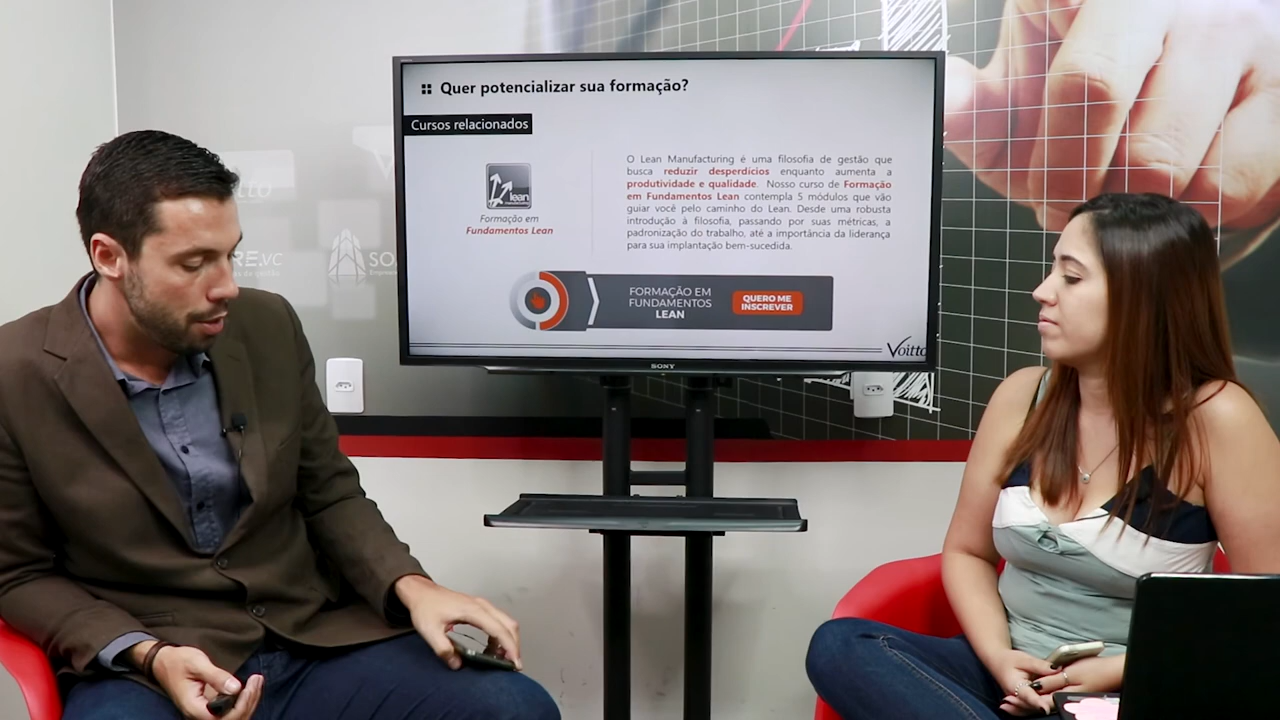 Quer potencializar sua formação?
Cursos relacionados
lean
Formação em
Fundamentos Lean
O Lean Manufacturing é uma filosofia de gestão que
busca reduzir desperdícios enquanto aumenta a
produtividade e qualidade. Nosso curso de Formação
em Fundamentos Lean contempla 5 módulos que vão
guiar você pelo caminho do Lean. Desde uma robusta
introdução à filosofia, passando por suas métricas, a
padronização do trabalho, até a importância da liderança
para sua implantação bem-sucedida.
FORMAÇÃO EM
FUNDAMENTOS
LEAN
QUERO ME
INSCREVER
Voitto
SONY